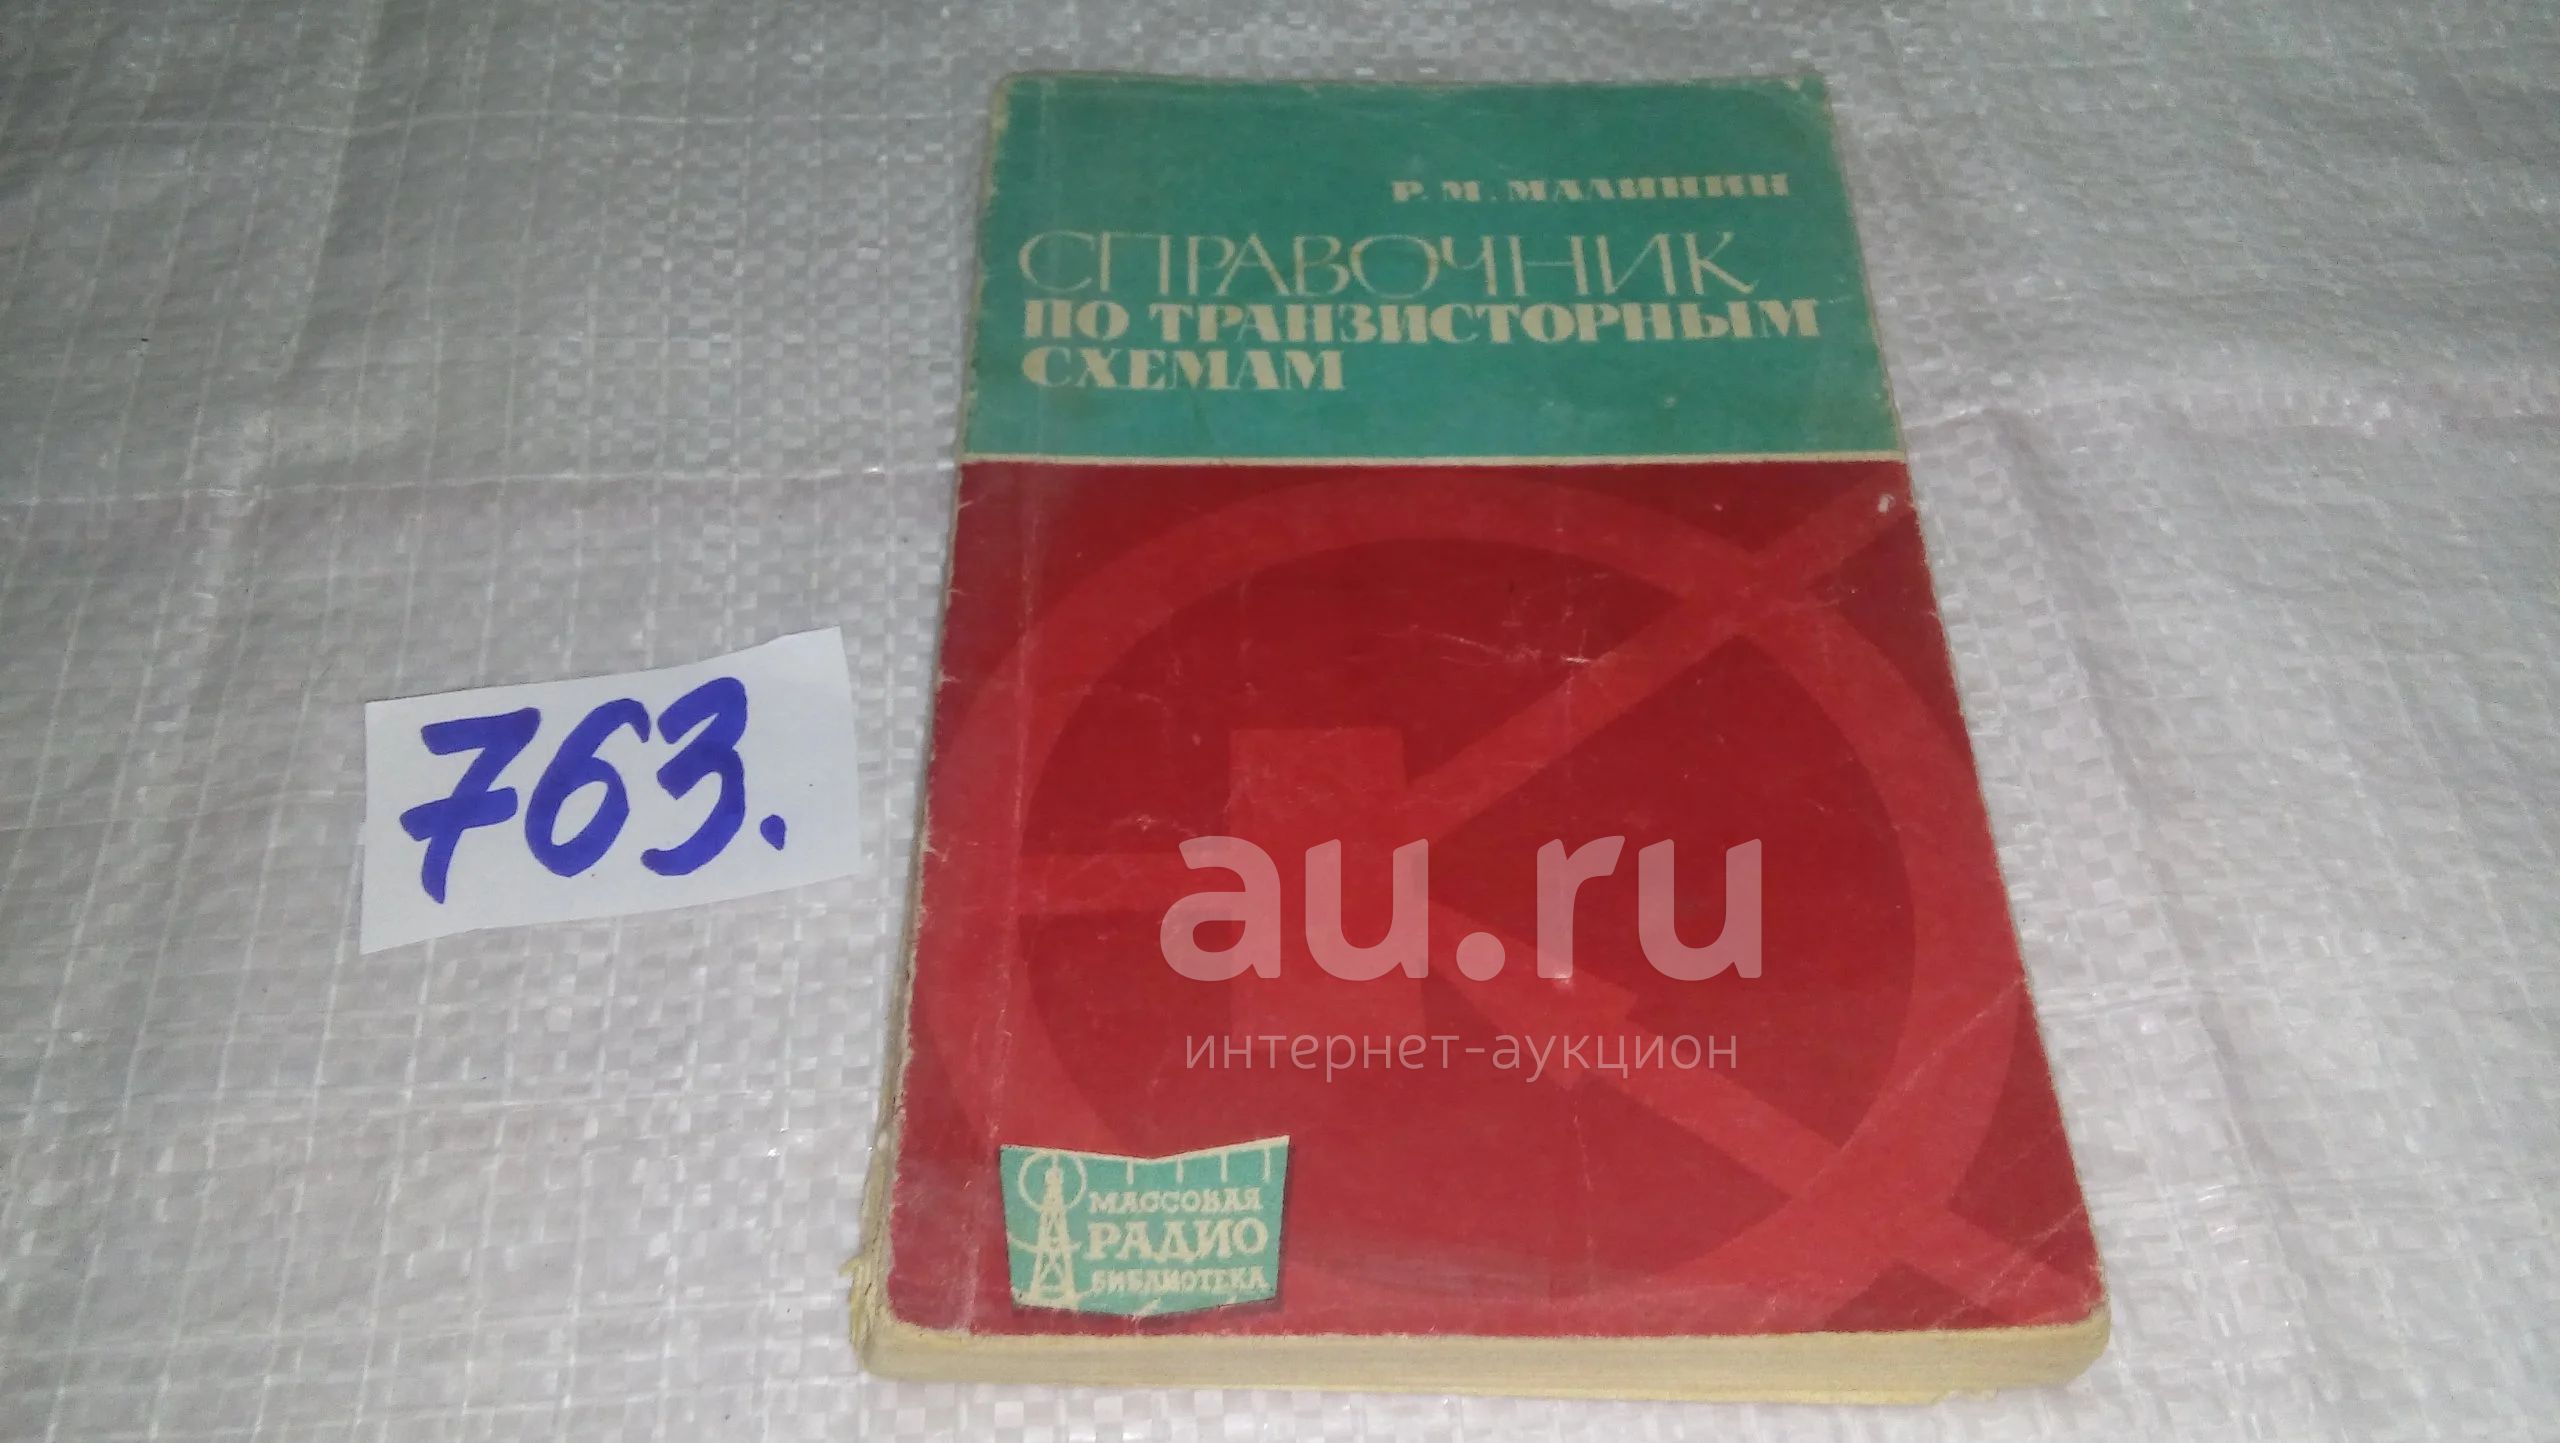 Р. М. МАЛИНИН
СПРАВОЧНИК
ПО ТРАНЗИСТОРНЫМ
СХЕМАМ
763.
au.ru
интернет-аукцион
МАССОВАЯ
РАДИО
БИБЛИОТЕКА